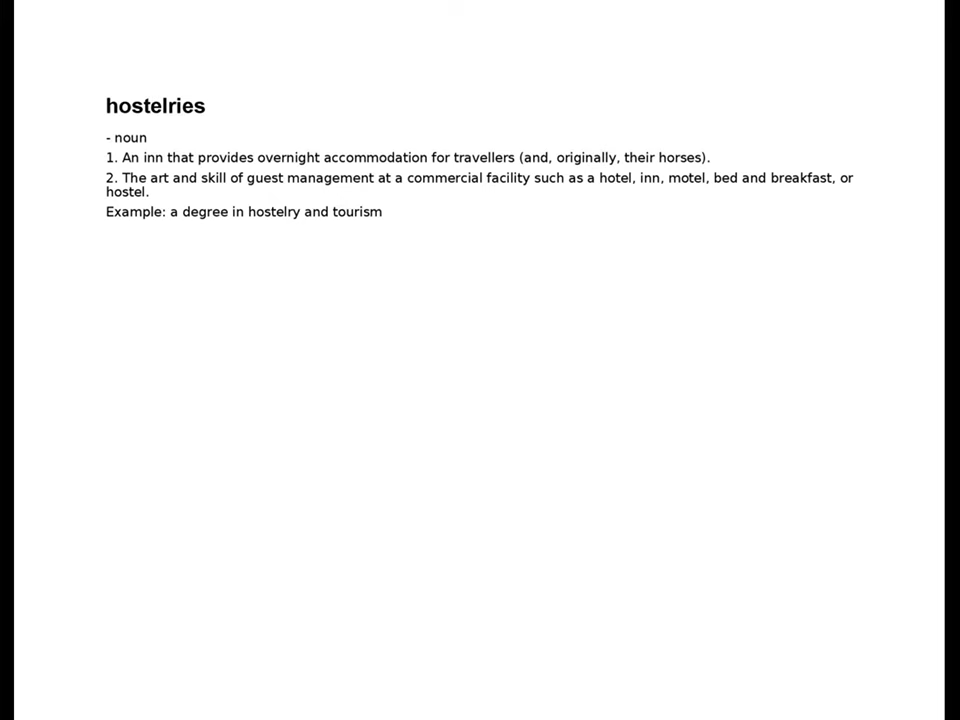 hostelries
- noun
1. An inn that provides overnight accommodation for travellers (and, originally, their horses).
2. The art and skill of guest management at a commercial facility such as a hotel, inn, motel, bed and breakfast, or
hostel.
Example: a degree in hostelry and tourism